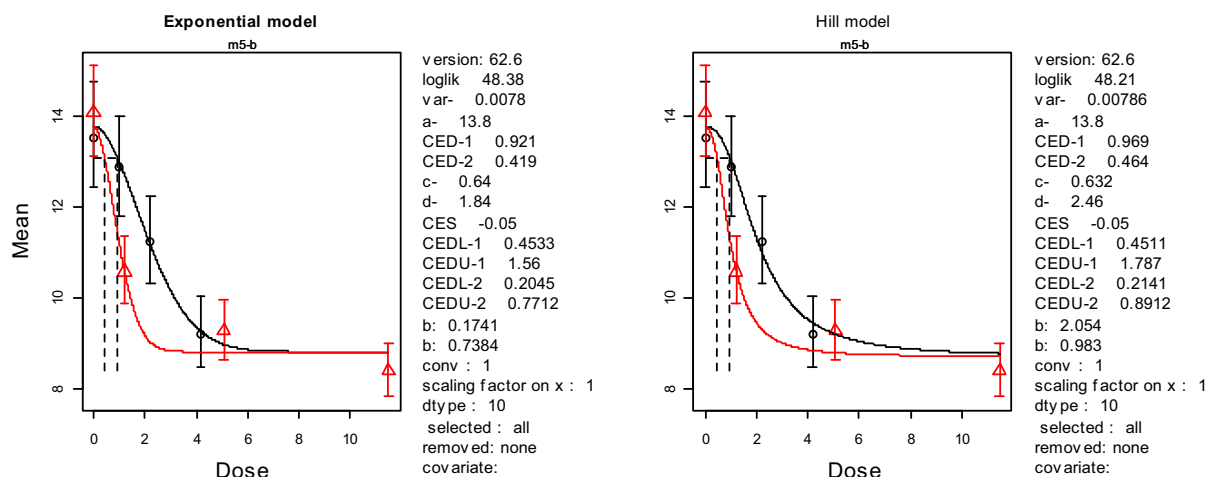 Exponential model
m5-b
Mean
14
12
10
8
0 2 4 6 8 10
Dose
version: 62.6
loglik 48.38
var- 0.0078
a- 13.8
CED-1 0.921
CED-2 0.419
c- 0.64
d- 1.84
CES -0.05
CEDL-1 0.4533
CEDU-1 1.56
CEDL-2 0.2045
CEDU-2 0.7712
b: 0.1741
b: 0.7384
conv : 1
scaling factor on x : 1
dtype : 10
selected : all
removed: none
covariate:
Hill model
m5-b
14
12
10
8
0 2 4 6 8 10
Dose
version: 62.6
loglik 48.21
var- 0.00786
a- 13.8
CED-1 0.969
CED-2 0.464
c- 0.632
d- 2.46
CES -0.05
CEDL-1 0.4511
CEDU-1 1.787
CEDL-2 0.2141
CEDU-2 0.8912
b: 2.054
b: 0.983
conv : 1
scaling factor on x : 1
dtype : 10
selected : all
removed: none
covariate: